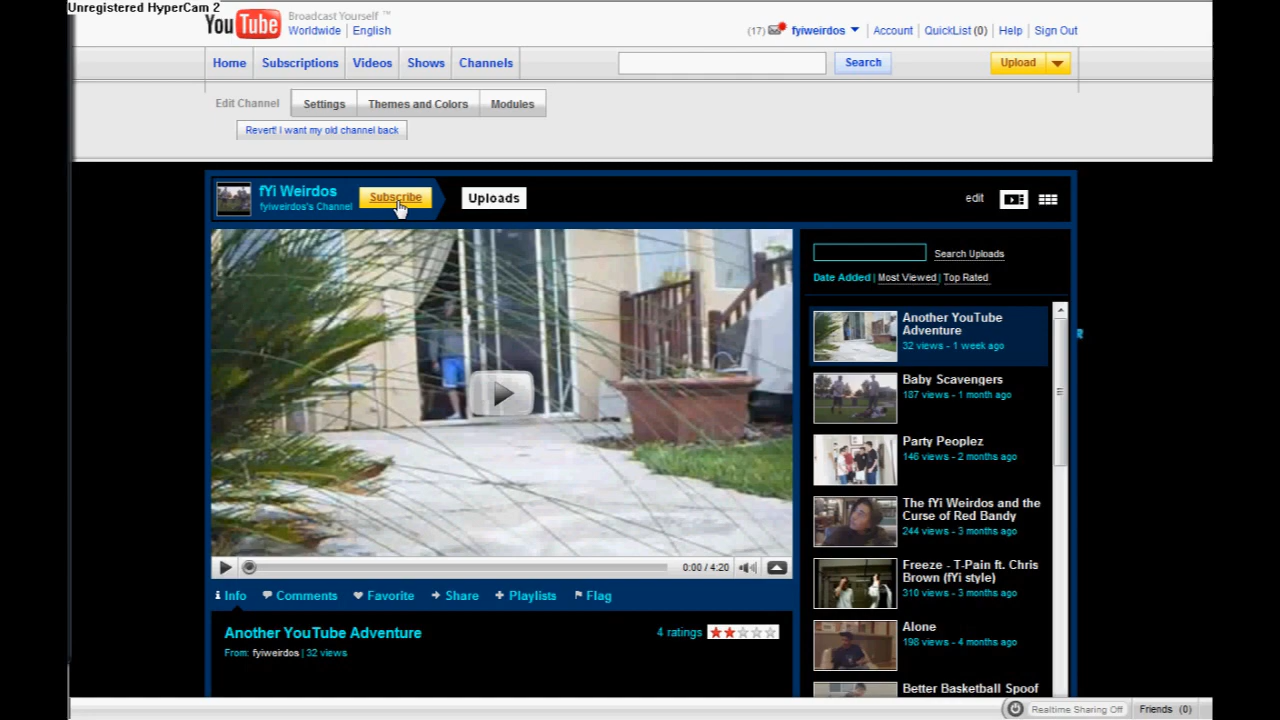 Unregistered HyperCam 2
YouTube
Broadcast Yourself ™
Worldwide | English
(17) fyiweirdos | Account | QuickList (0) | Help | Sign Out
Home Subscriptions Videos Shows Channels Search Upload
Edit Channel Settings Themes and Colors Modules
Revert! I want my old channel back
fYi Weirdos
fyiweirdos's Channel
Subscribe
Uploads
edit
Search Uploads
Date Added | Most Viewed | Top Rated
Another YouTube
Adventure
32 views - 1 week ago
Baby Scavengers
187 views - 1 month ago
Party Peoplez
146 views - 2 months ago
The fYi Weirdos and the
Curse of Red Bandy
244 views - 3 months ago
Freeze - T-Pain ft. Chris
Brown (fYi style)
310 views - 3 months ago
Alone
198 views - 4 months ago
Better Basketball Spoof
0:00 / 4:20
Info Comments Favorite Share Playlists Flag
Another YouTube Adventure
4 ratings
From: fyiweirdos | 32 views
Realtime Sharing Off
Friends (0)